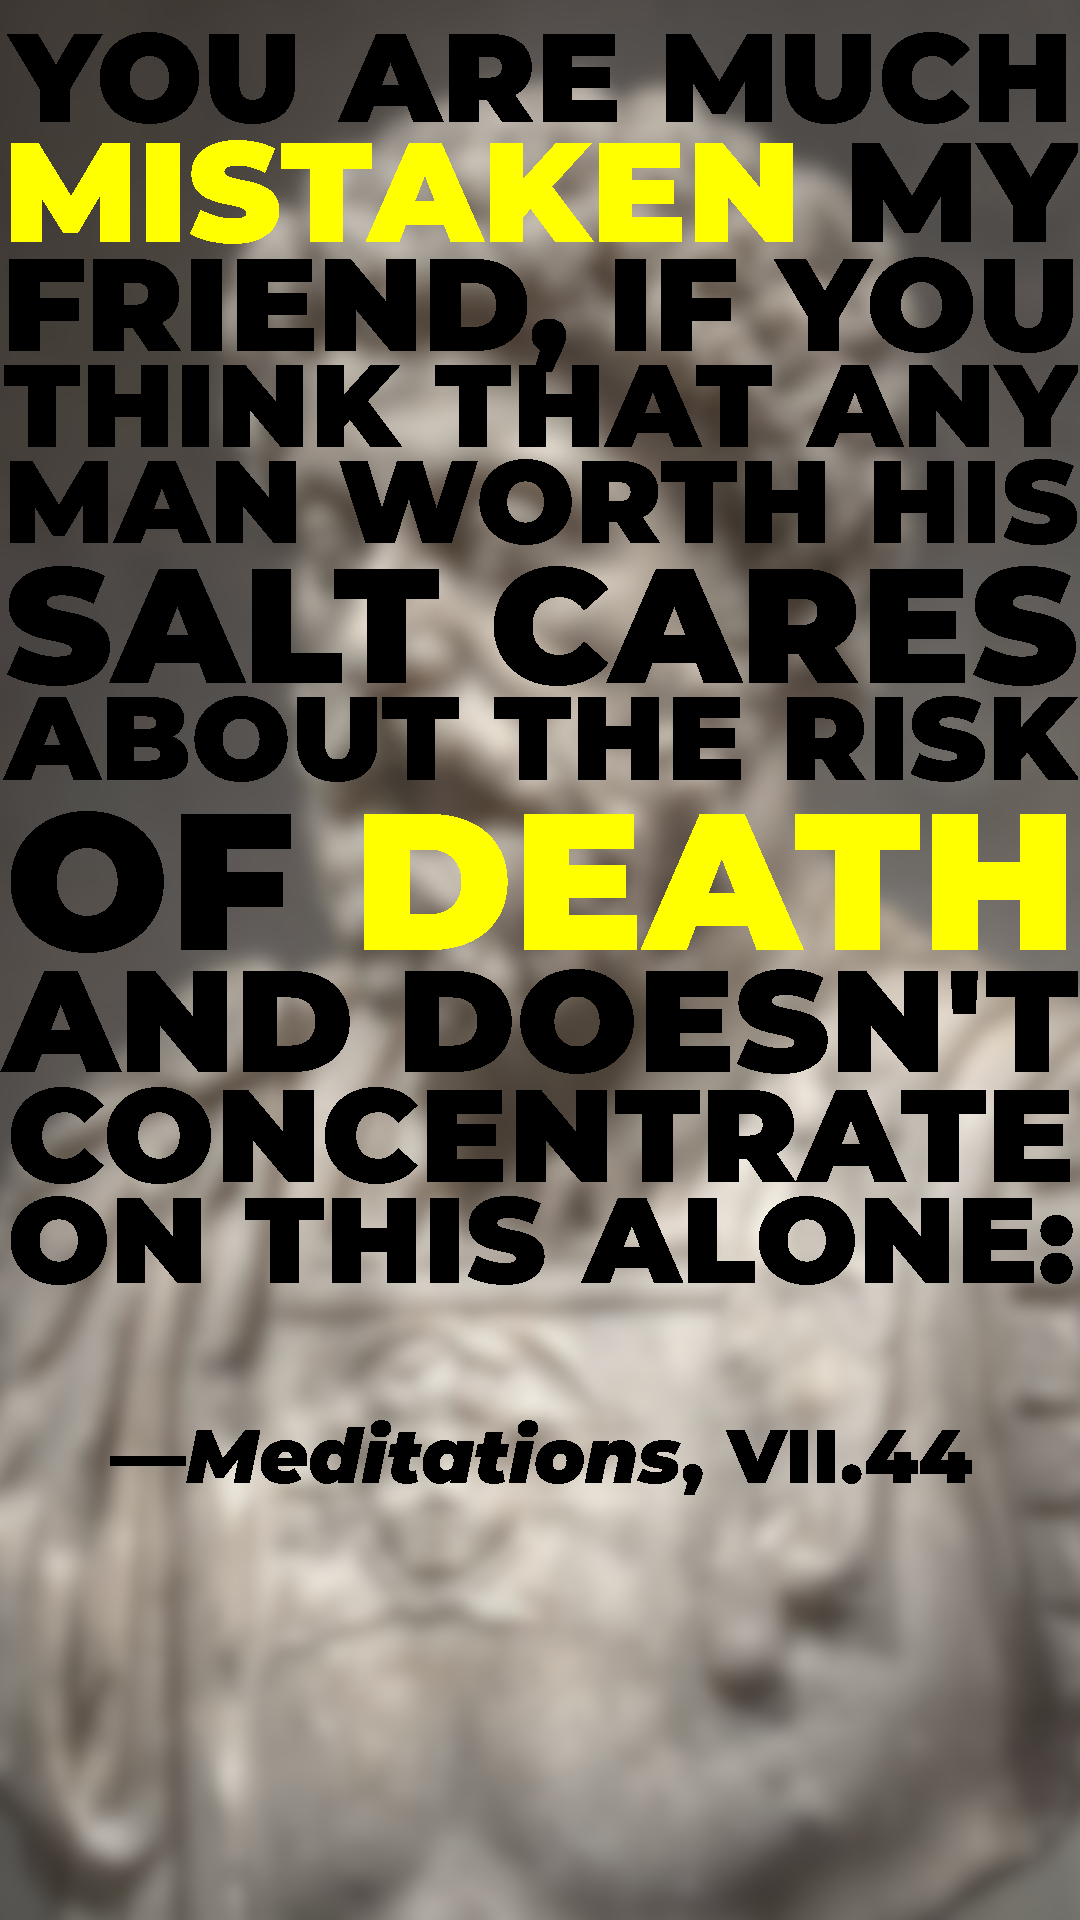 YOU ARE MUCH
MISTAKEN MY
FRIEND, IF YOU
THINK THAT ANY
MAN WORTH HIS
SALT CARES
ABOUT THE RISK
OF DEATH
AND DOESN'T
CONCENTRATE
ON THIS ALONE:
—Meditations, VII.44